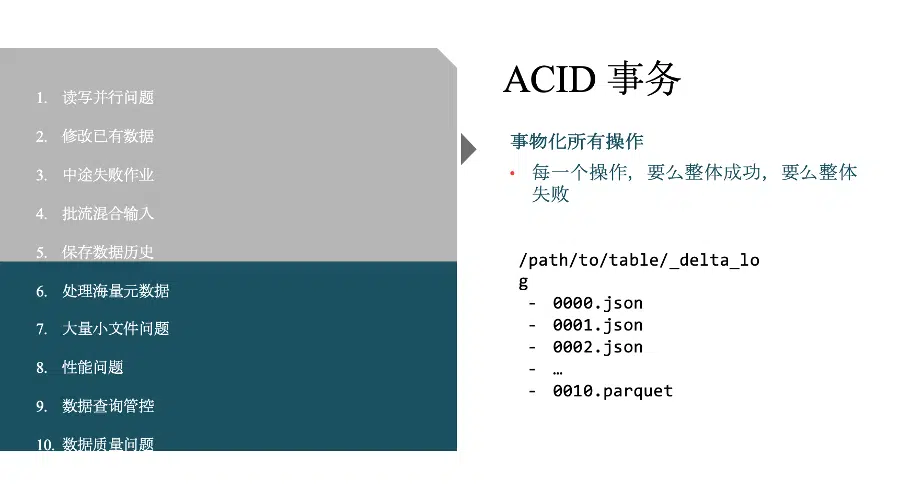 1. 读写并行问题
2. 修改已有数据
3. 中途失败作业
4. 批流混合输入
5. 保存数据历史
6. 处理海量元数据
7. 大量小文件问题
8. 性能问题
9. 数据查询管控
10. 数据质量问题
ACID 事务
事物化所有操作
• 每一个操作，要么整体成功，要么整体
失败
/path/to/table/_delta_lo
g
- 0000.json
- 0001.json
- 0002.json
- …
- 0010.parquet